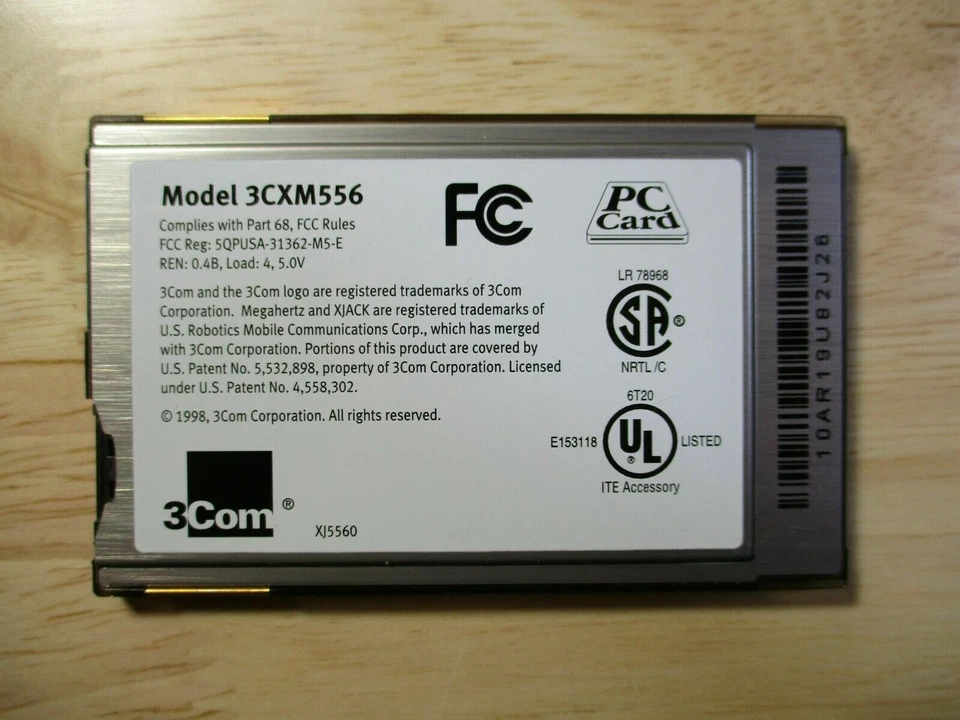 Model 3CXM556
Complies with Part 68, FCC Rules
FCC Reg: 5QPUSA-31362-M5-E
REN: 0.4B, Load: 4, 5.0V
3Com and the 3Com logo are registered trademarks of 3Com
Corporation. Megahertz and XJACK are registered trademarks of
U.S. Robotics Mobile Communications Corp., which has merged
with 3Com Corporation. Portions of this product are covered by
U.S. Patent No. 5,532,898, property of 3Com Corporation. Licensed
under U.S. Patent No. 4,558,302.
© 1998, 3Com Corporation. All rights reserved.
3Com ®
XJ5560
FCC
PC
Card
LR 78968
SA ®
NRTL /C
6T20
E153118 UL ® LISTED
ITE Accessory
10AR19U82J26